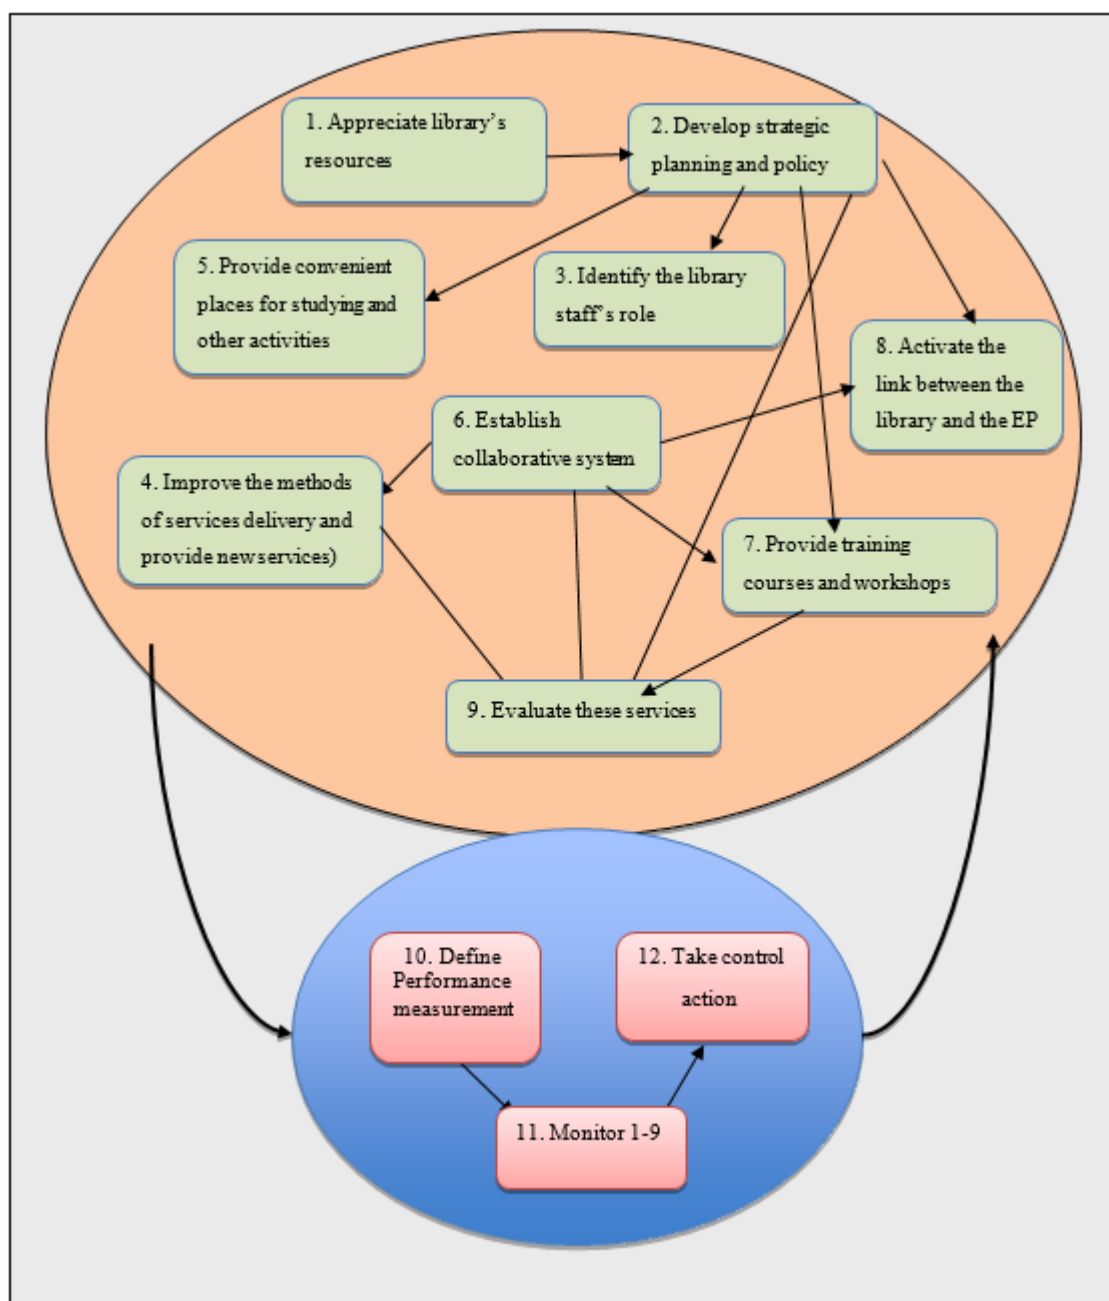 1. Appreciate library's
resources
2. Develop strategic
planning and policy
5. Provide convenient
places for studying and
other activities
3. Identify the library
staff's role
8. Activate the
link between the
library and the EP
6. Establish
collaborative system
4. Improve the methods
of services delivery and
provide new services)
7. Provide training
courses and workshops
9. Evaluate these services
10. Define
Performance
measurement
12. Take control
action
11. Monitor 1-9